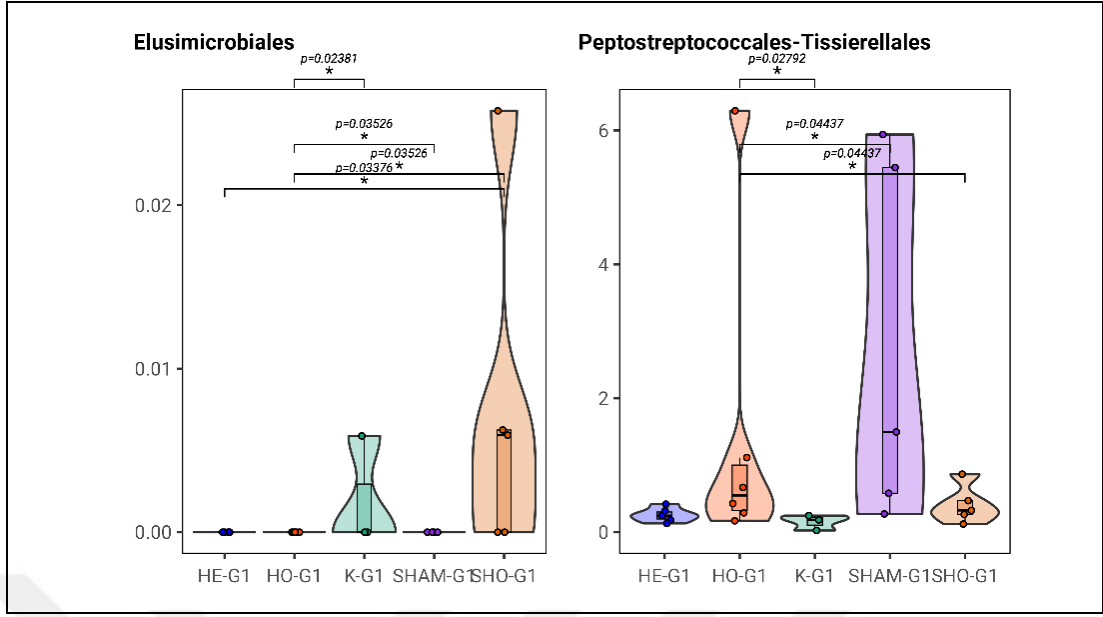 Elusimicrobiales
p=0.02381
*
p=0.03526
*
p=0.03526
*
p=0.03376
*
0.02
0.01
0.00
HE-G1 HO-G1 K-G1 SHAM-G1 SHO-G1
Peptostreptococcales-Tissierellales
p=0.02792
*
p=0.04437
*
p=0.04437
*
6
4
2
0
HE-G1 HO-G1 K-G1 SHAM-G1 SHO-G1